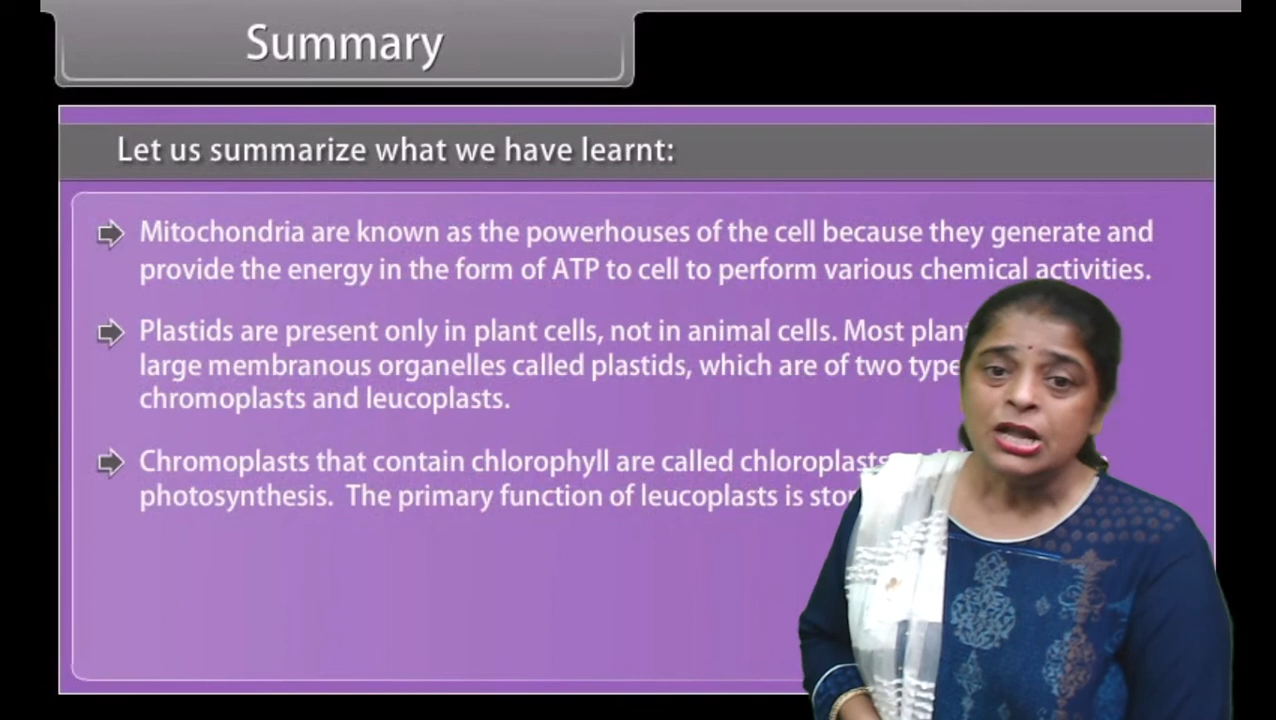 Summary
Let us summarize what we have learnt:
Mitochondria are known as the powerhouses of the cell because they generate and
provide the energy in the form of ATP to cell to perform various chemical activities.
Plastids are present only in plant cells, not in animal cells. Most
large membranous organelles called plastids, which are of two
chromoplasts and leucoplasts.
Chromoplasts that contain chlorophyll are called chloroplasts
photosynthesis. The primary function of leucoplasts is